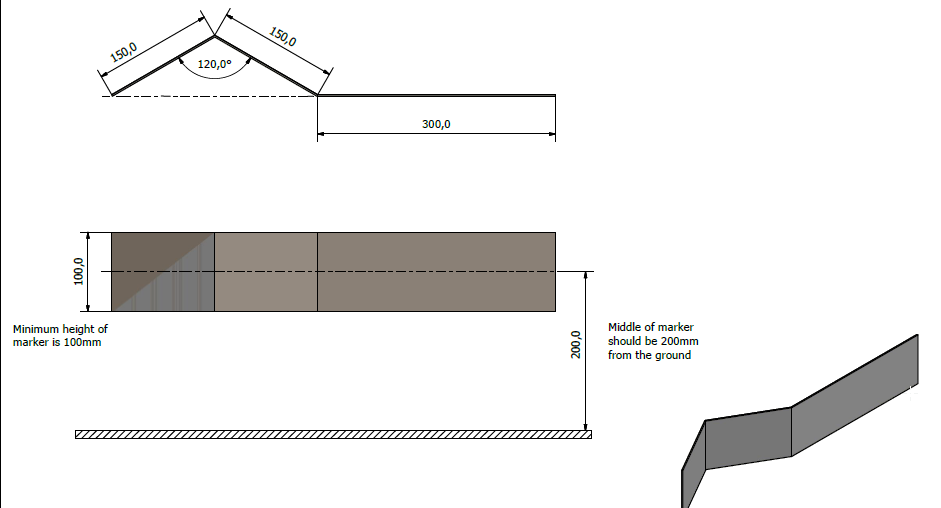 150,0
150,0
120,0°
300,0
100,0
Minimum height of
marker is 100mm
200,0
Middle of marker
should be 200mm
from the ground